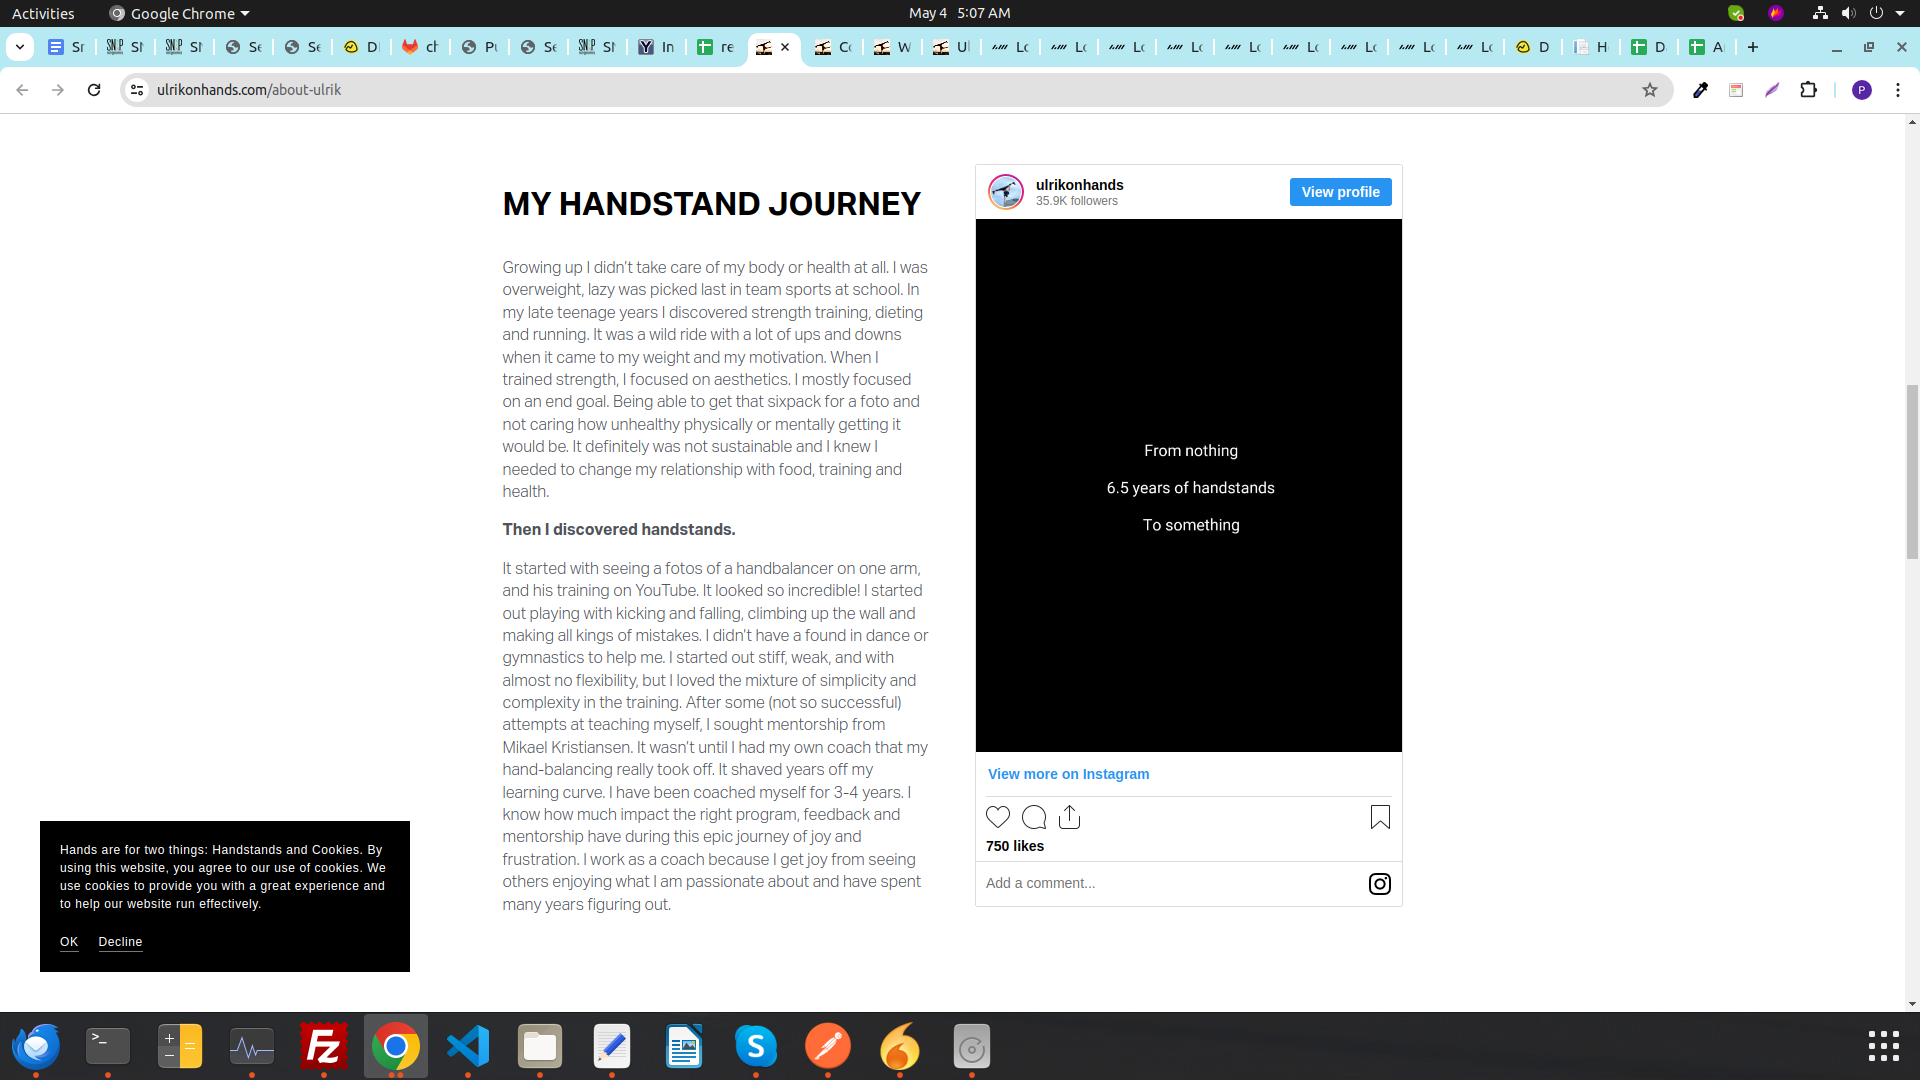 Activities
Google Chrome
May 4 5:07 AM
Sr
SN
SN
Se
Se
D
ch
Pu
Se
SN
In
re
Co
W
Ul
Lo
Lo
Lo
Lo
Lo
Lo
Lo
Lo
Lo
D
H
D
A
ulrikonhands.com/about-ulrik
P
MY HANDSTAND JOURNEY
Growing up I didn't take care of my body or health at all. I was
overweight, lazy was picked last in team sports at school. In
my late teenage years I discovered strength training, dieting
and running. It was a wild ride with a lot of ups and downs
when it came to my weight and my motivation. When I
trained strength, I focused on aesthetics. I mostly focused
on an end goal. Being able to get that sixpack for a foto and
not caring how unhealthy physically or mentally getting it
would be. It definitely was not sustainable and I knew I
needed to change my relationship with food, training and
health.
Then I discovered handstands.
It started with seeing a fotos of a handbalancer on one arm,
and his training on YouTube. It looked so incredible! I started
out playing with kicking and falling, climbing up the wall and
making all kings of mistakes. I didn't have a found in dance or
gymnastics to help me. I started out stiff, weak, and with
almost no flexibility, but I loved the mixture of simplicity and
complexity in the training. After some (not so successful)
attempts at teaching myself, I sought mentorship from
Mikael Kristiansen. It wasn't until I had my own coach that my
hand-balancing really took off. It shaved years off my
learning curve. I have been coached myself for 3-4 years. I
know how much impact the right program, feedback and
mentorship have during this epic journey of joy and
frustration. I work as a coach because I get joy from seeing
others enjoying what I am passionate about and have spent
many years figuring out.
ulrikonhands
35.9K followers
View profile
From nothing
6.5 years of handstands
To something
View more on Instagram
750 likes
Add a comment...
Hands are for two things: Handstands and Cookies. By
using this website, you agree to our use of cookies. We
use cookies to provide you with a great experience and
to help our website run effectively.
OK
Decline